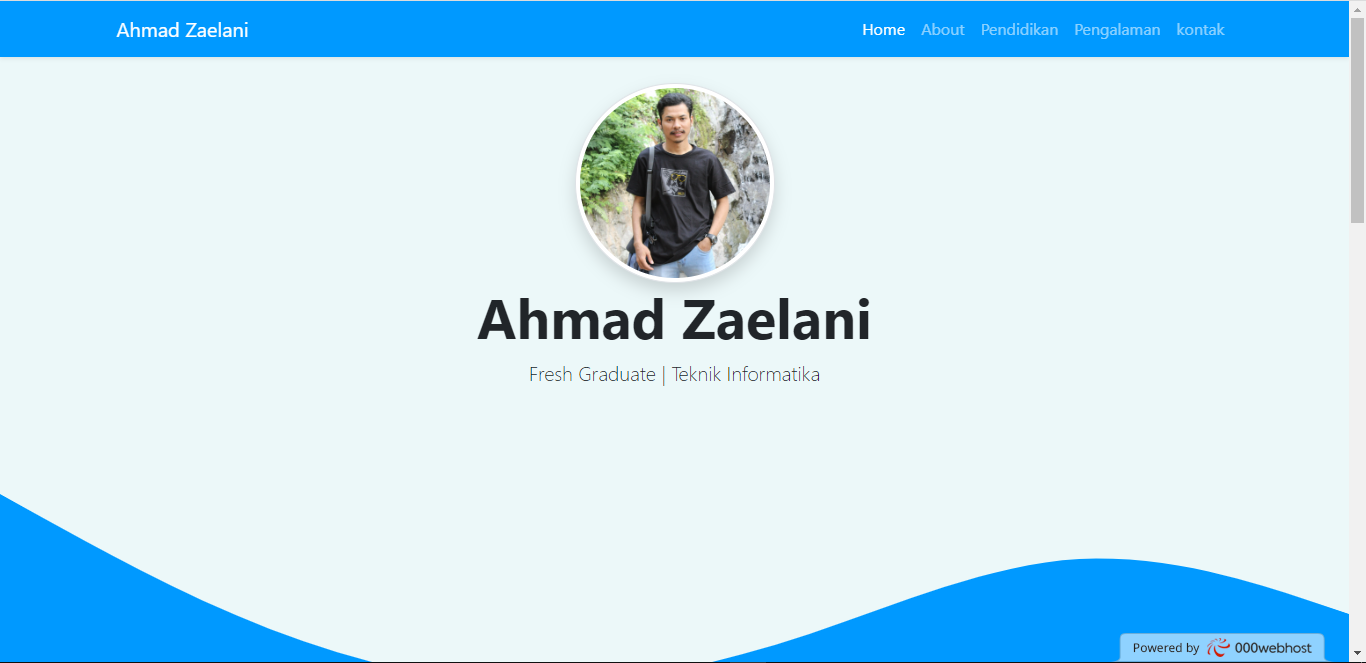 Ahmad Zaelani
Home About Pendidikan Pengalaman kontak
Ahmad Zaelani
Fresh Graduate | Teknik Informatika
Powered by 000webhost